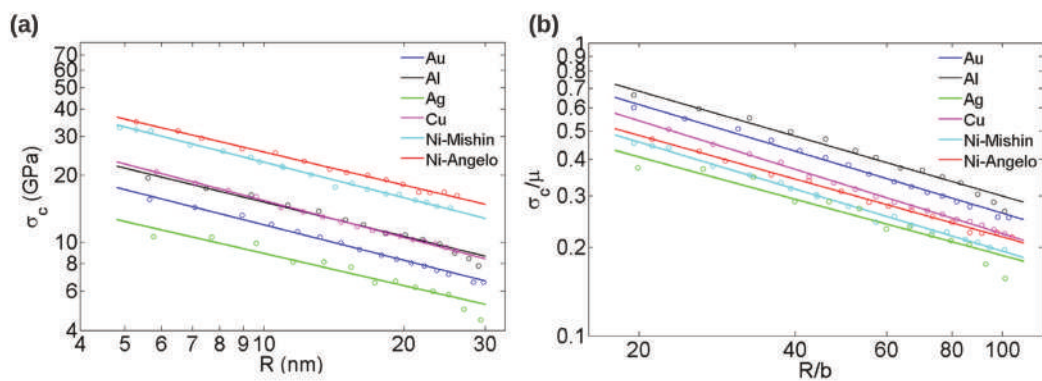 (a)
70
60
50
40
30
20
10
8
6
4
σc (GPa)
4 5 6 7 8 9 10 20 30
R (nm)
Au
Al
Ag
Cu
Ni-Mishin
Ni-Angelo
(b)
1
0.9
0.8
0.7
0.6
0.5
0.4
0.3
0.2
0.1
σc/μ
20 40 60 80 100
R/b
Au
Al
Ag
Cu
Ni-Mishin
Ni-Angelo